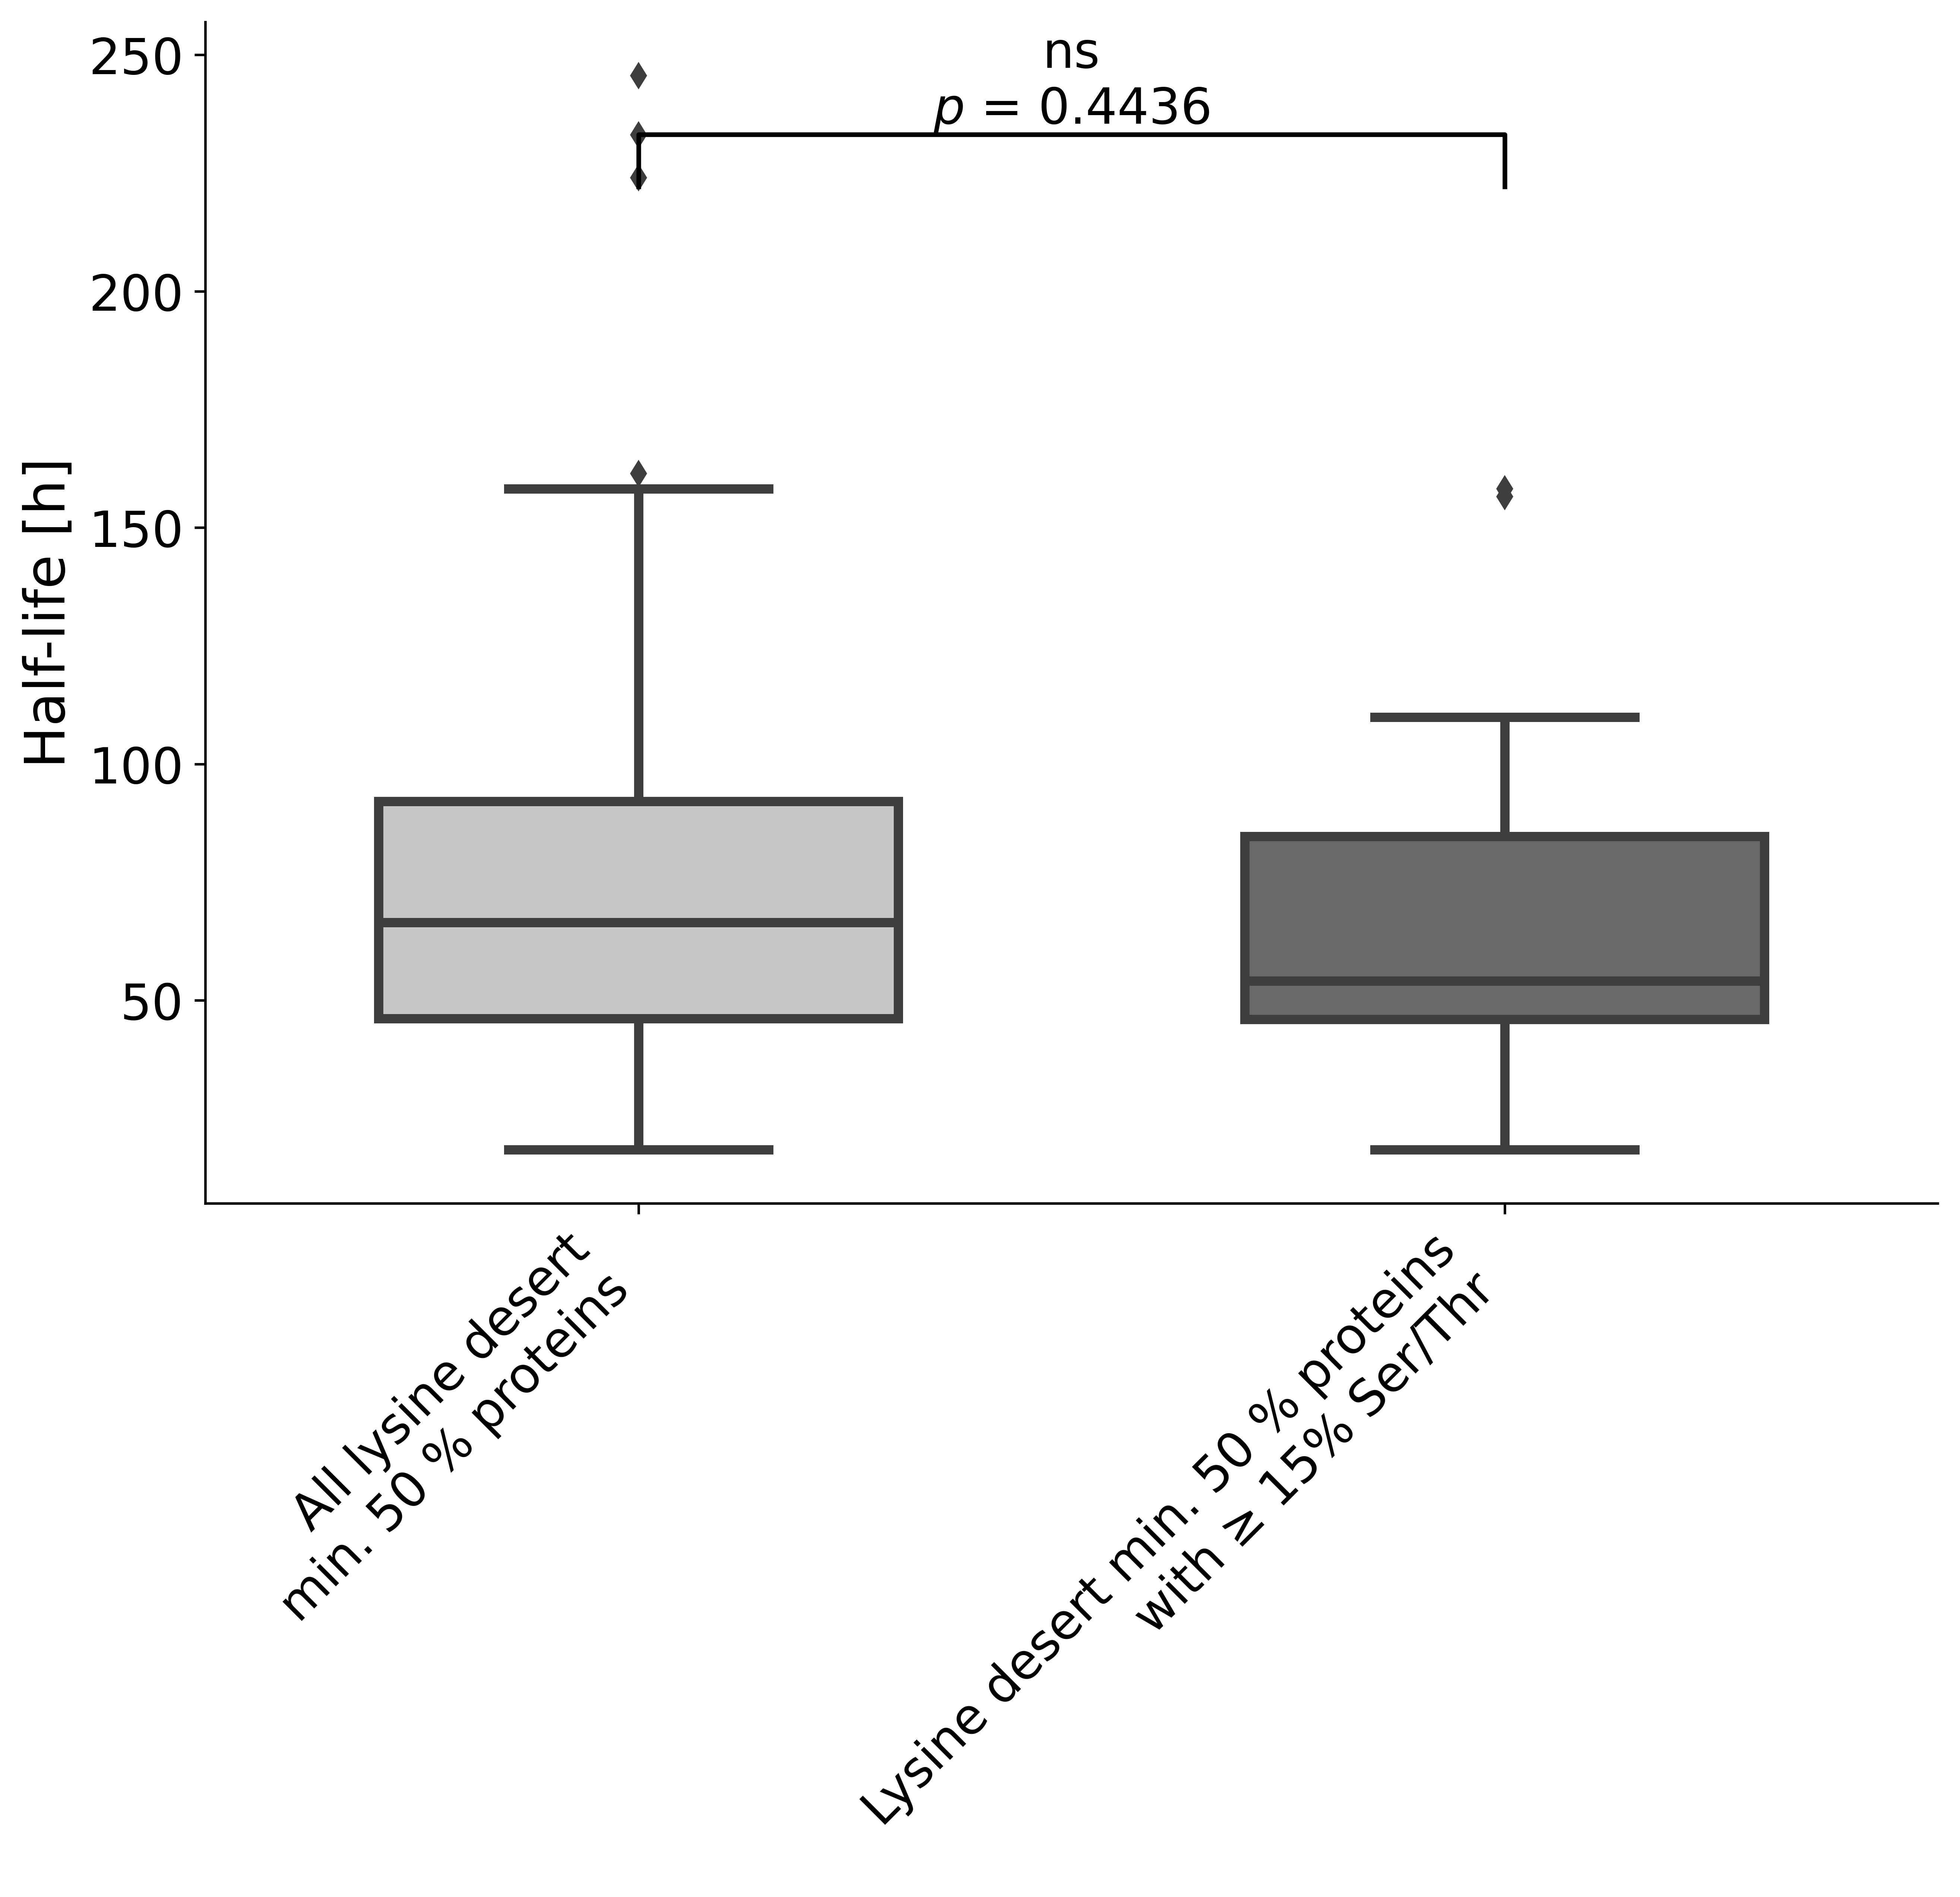 ns
p = 0.4436
Half-life [h]
250
200
150
100
50
All lysine desert
min. 50 % proteins
Lysine desert min. 50 % proteins
with ≥ 15% Ser/Thr